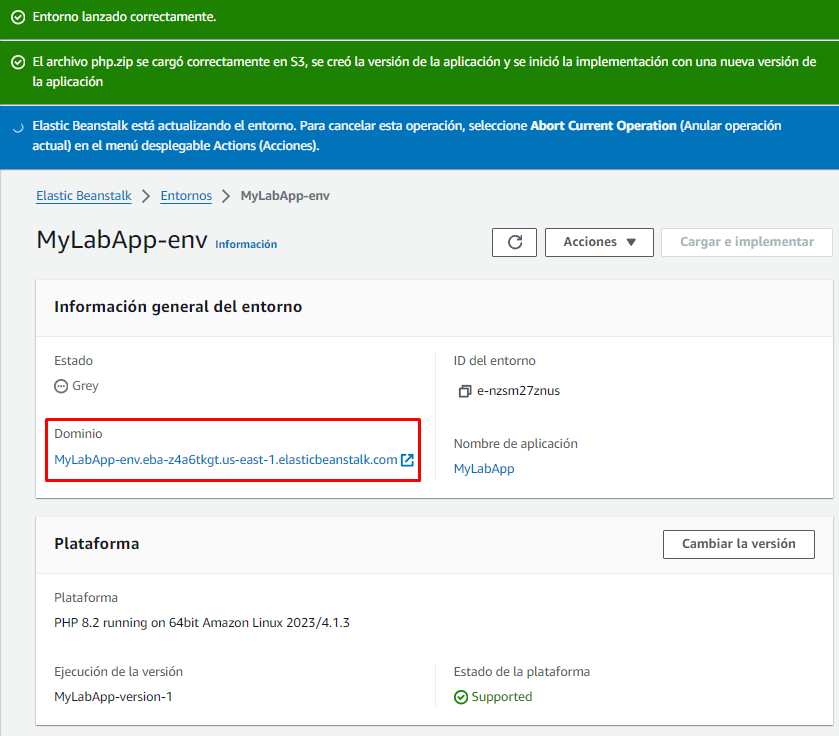 Entorno lanzado correctamente.
El archivo php.zip se cargó correctamente en S3, se creó la versión de la aplicación y se inició la implementación con una nueva versión de
la aplicación
Elastic Beanstalk está actualizando el entorno. Para cancelar esta operación, seleccione Abort Current Operation (Anular operación
actual) en el menú desplegable Actions (Acciones).
Elastic Beanstalk > Entornos > MyLabApp-env
MyLabApp-env Información
Acciones ▼
Cargar e implementar
Información general del entorno
Estado
Grey
Dominio
MyLabApp-env.eba-z4a6tkgt.us-east-1.elasticbeanstalk.com
ID del entorno
e-nzsm27znus
Nombre de aplicación
MyLabApp
Plataforma
Cambiar la versión
Plataforma
PHP 8.2 running on 64bit Amazon Linux 2023/4.1.3
Ejecución de la versión
MyLabApp-version-1
Estado de la plataforma
Supported